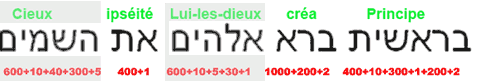 Cieux ipséité Lui-les-dieux créa Principe
בראשית ברא אלהים את השמים
600+10+40+300+5 400+1 600+10+5+30+1 1000+200+2 400+10+300+1+200+2